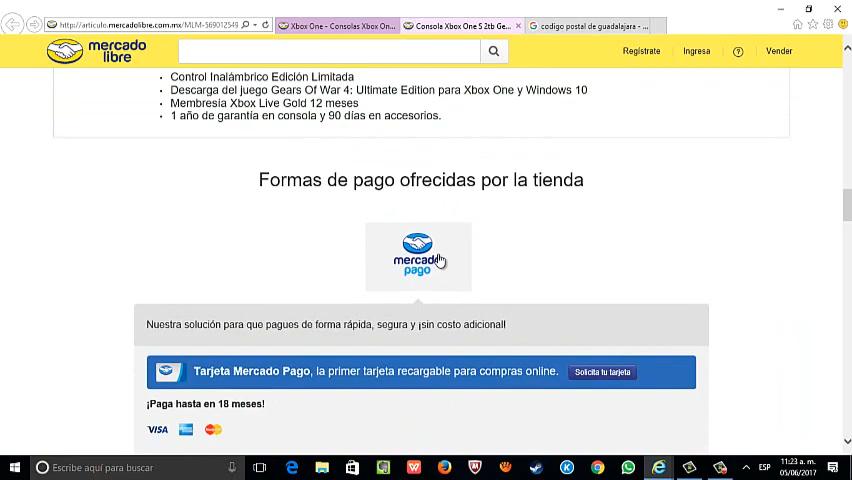 http://articulo.mercadolibre.com.mx/MLM-569012549
Xbox One - Consolas Xbox On...
Consola Xbox One S 2tb Ge...
codigo postal de guadalajara - ...
mercado
libre
Regístrate
Ingresa
Vender
Control Inalámbrico Edición Limitada
Descarga del juego Gears Of War 4: Ultimate Edition para Xbox One y Windows 10
Membresía Xbox Live Gold 12 meses
1 año de garantía en consola y 90 días en accesorios.
Formas de pago ofrecidas por la tienda
mercado
pago
Nuestra solución para que pagues de forma rápida, segura y ¡sin costo adicional!
Tarjeta Mercado Pago, la primer tarjeta recargable para compras online.
Solicita tu tarjeta
¡Paga hasta en 18 meses!
VISA
Escribe aquí para buscar
ESP
11:23 a. m.
05/06/2017